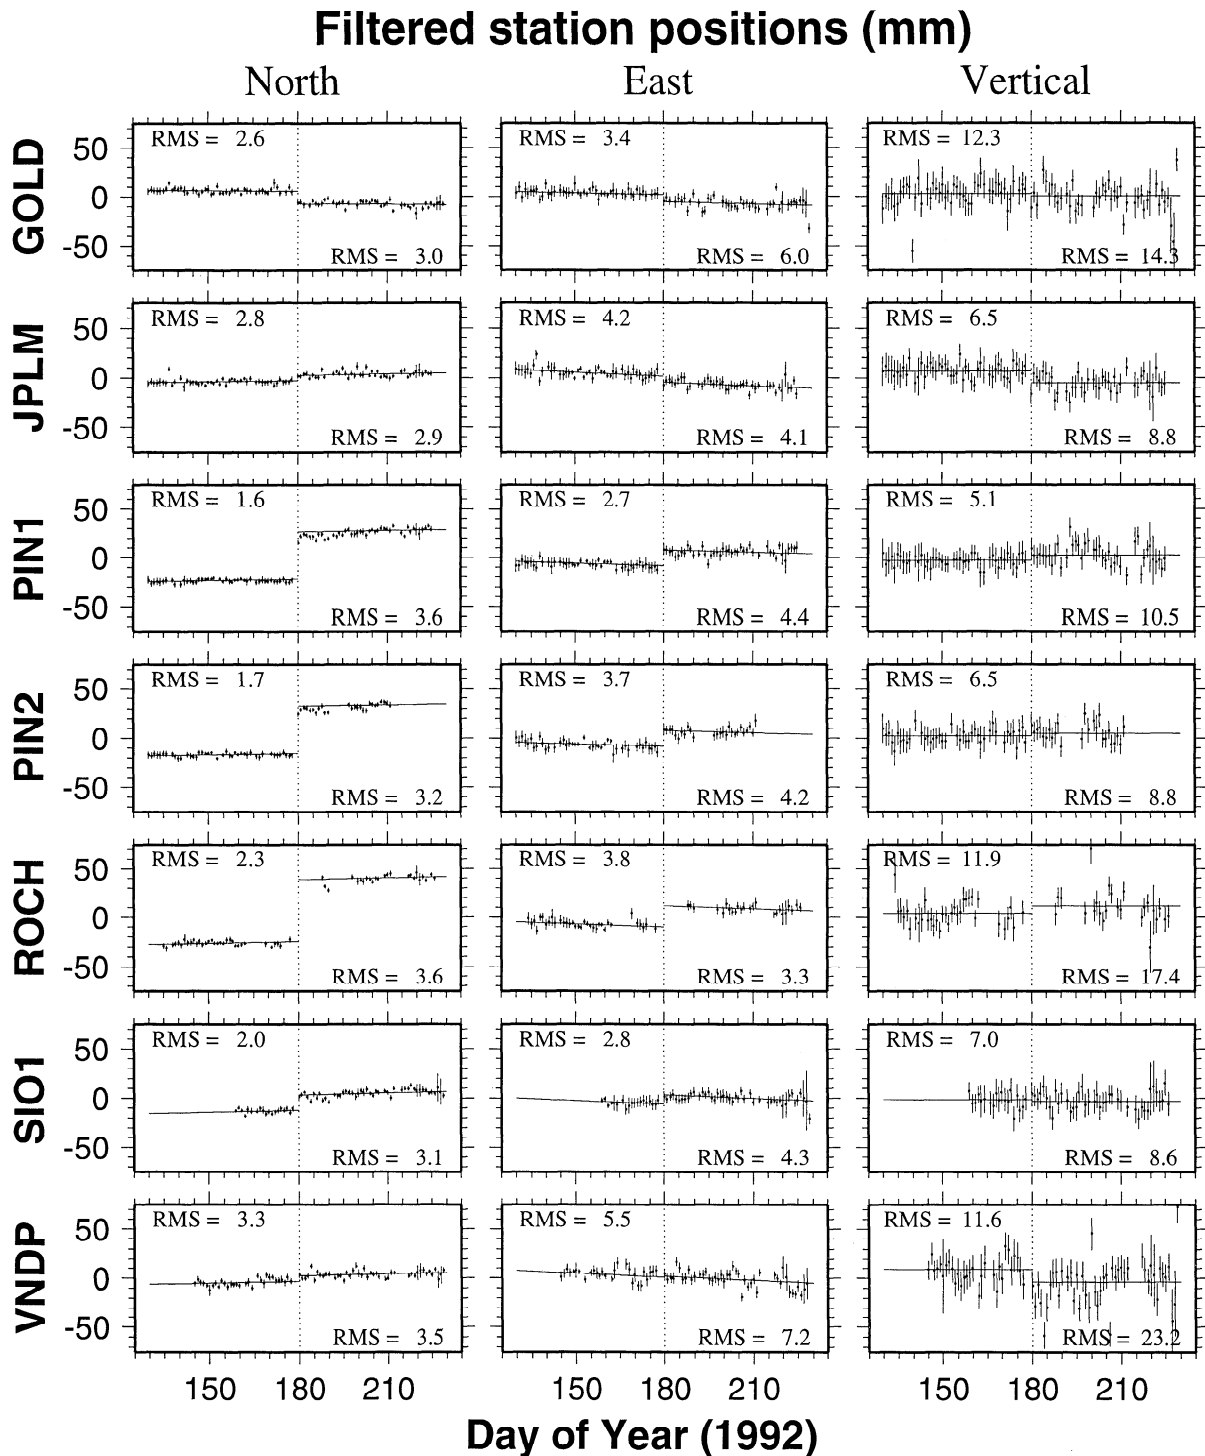 Filtered station positions (mm)
North East Vertical
GOLD
50
0
-50
RMS = 2.6
RMS = 3.0
RMS = 3.4
RMS = 6.0
RMS = 12.3
RMS = 14.3
JPLM
50
0
-50
RMS = 2.8
RMS = 2.9
RMS = 4.2
RMS = 4.1
RMS = 6.5
RMS = 8.8
PIN1
50
0
-50
RMS = 1.6
RMS = 3.6
RMS = 2.7
RMS = 4.4
RMS = 5.1
RMS = 10.5
PIN2
50
0
-50
RMS = 1.7
RMS = 3.2
RMS = 3.7
RMS = 4.2
RMS = 6.5
RMS = 8.8
ROCH
50
0
-50
RMS = 2.3
RMS = 3.6
RMS = 3.8
RMS = 3.3
RMS = 11.9
RMS = 17.4
SIO1
50
0
-50
RMS = 2.0
RMS = 3.1
RMS = 2.8
RMS = 4.3
RMS = 7.0
RMS = 8.6
VNDP
50
0
-50
RMS = 3.3
RMS = 3.5
RMS = 5.5
RMS = 7.2
RMS = 11.6
RMS = 23.2
150 180 210 150 180 210 150 180 210
Day of Year (1992)